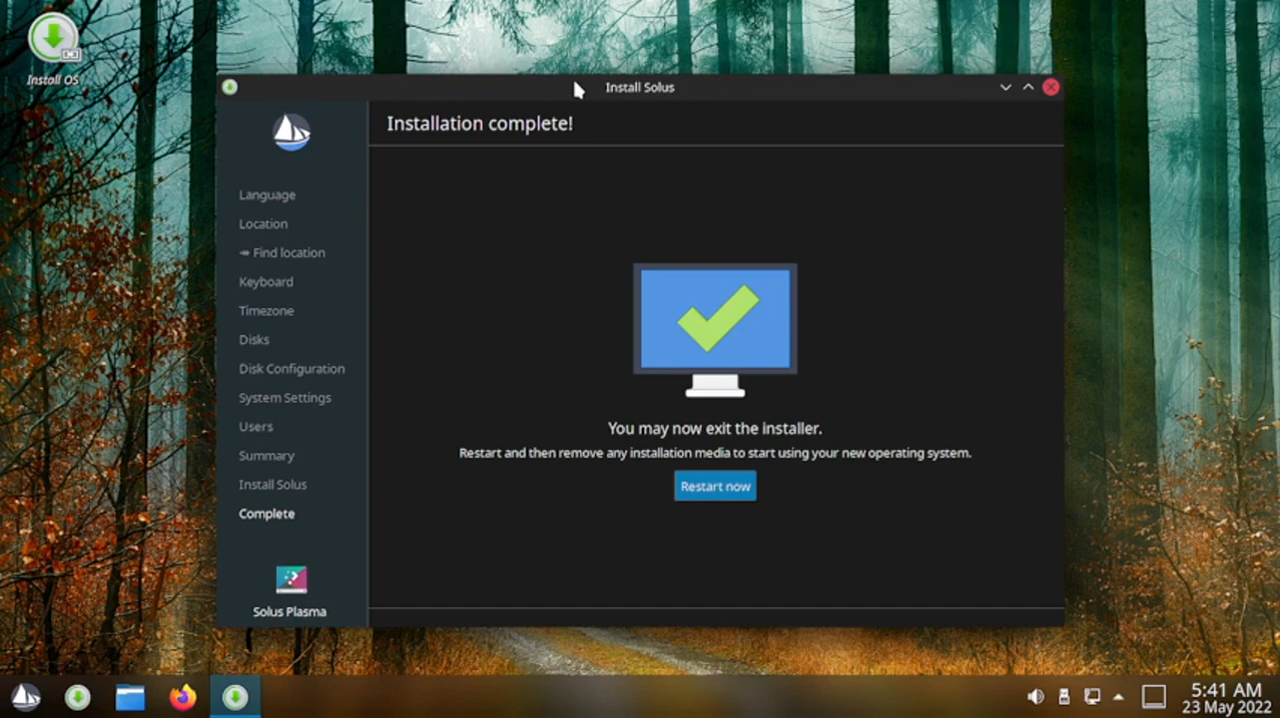 Install OS
Install Solus
Installation complete!
Language
Location
↠ Find location
Keyboard
Timezone
Disks
Disk Configuration
System Settings
Users
Summary
Install Solus
Complete
Solus Plasma
You may now exit the installer.
Restart and then remove any installation media to start using your new operating system.
Restart now
5:41 AM
23 May 2022